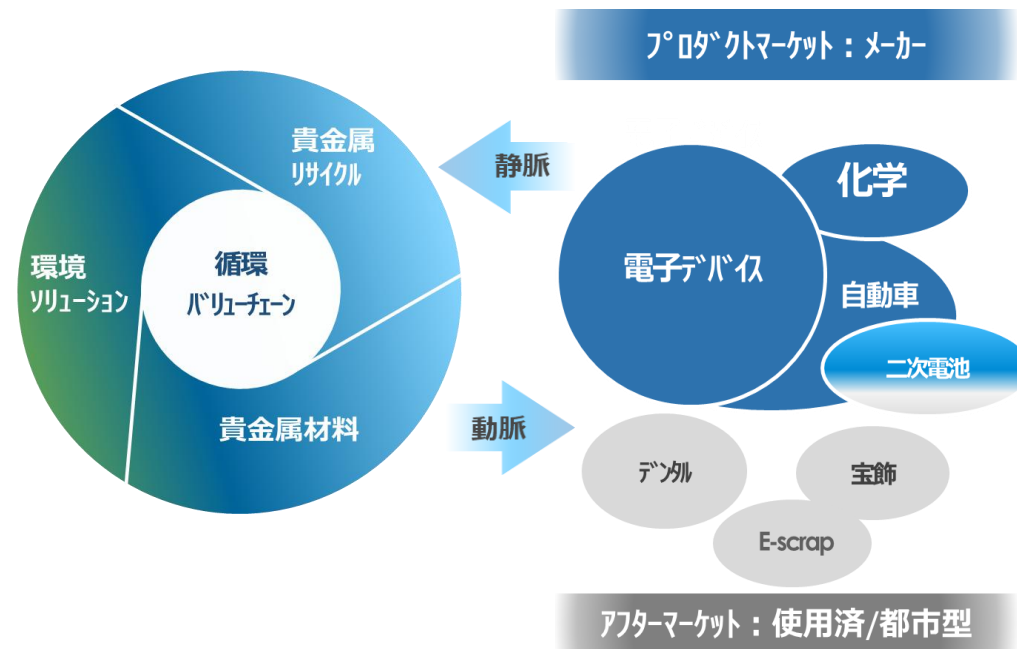 プロダクトマーケット：メーカー
貴金属
リサイクル
静脈
化学
環境
ソリューション
循環
バリューチェーン
電子デバイス
自動車
二次電池
貴金属材料
動脈
デンタル
宝飾
E-scrap
アフターマーケット：使用済/都市型